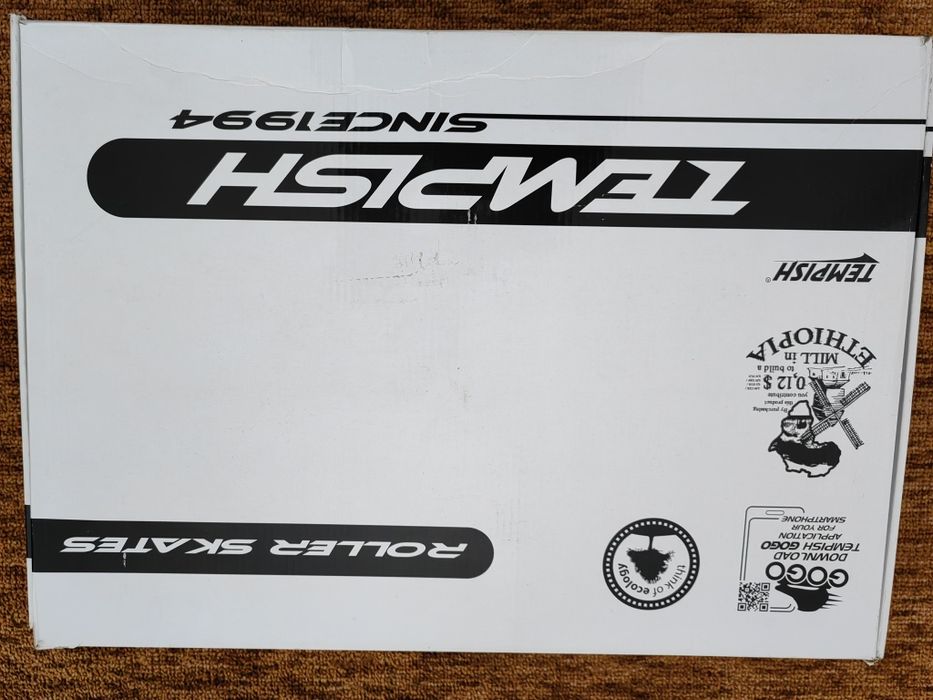 GOGO
DOWNLOAD
TEMPISH GOGO
APPLICATION
FOR YOUR
SMARTPHONE
think of ecology
ROLLER SKATES
By purchasing
this product
you contribute
0,12 $
to build a
MILL in
ETHIOPIA
TEMPISH®
TEMPISH
SINCE1994